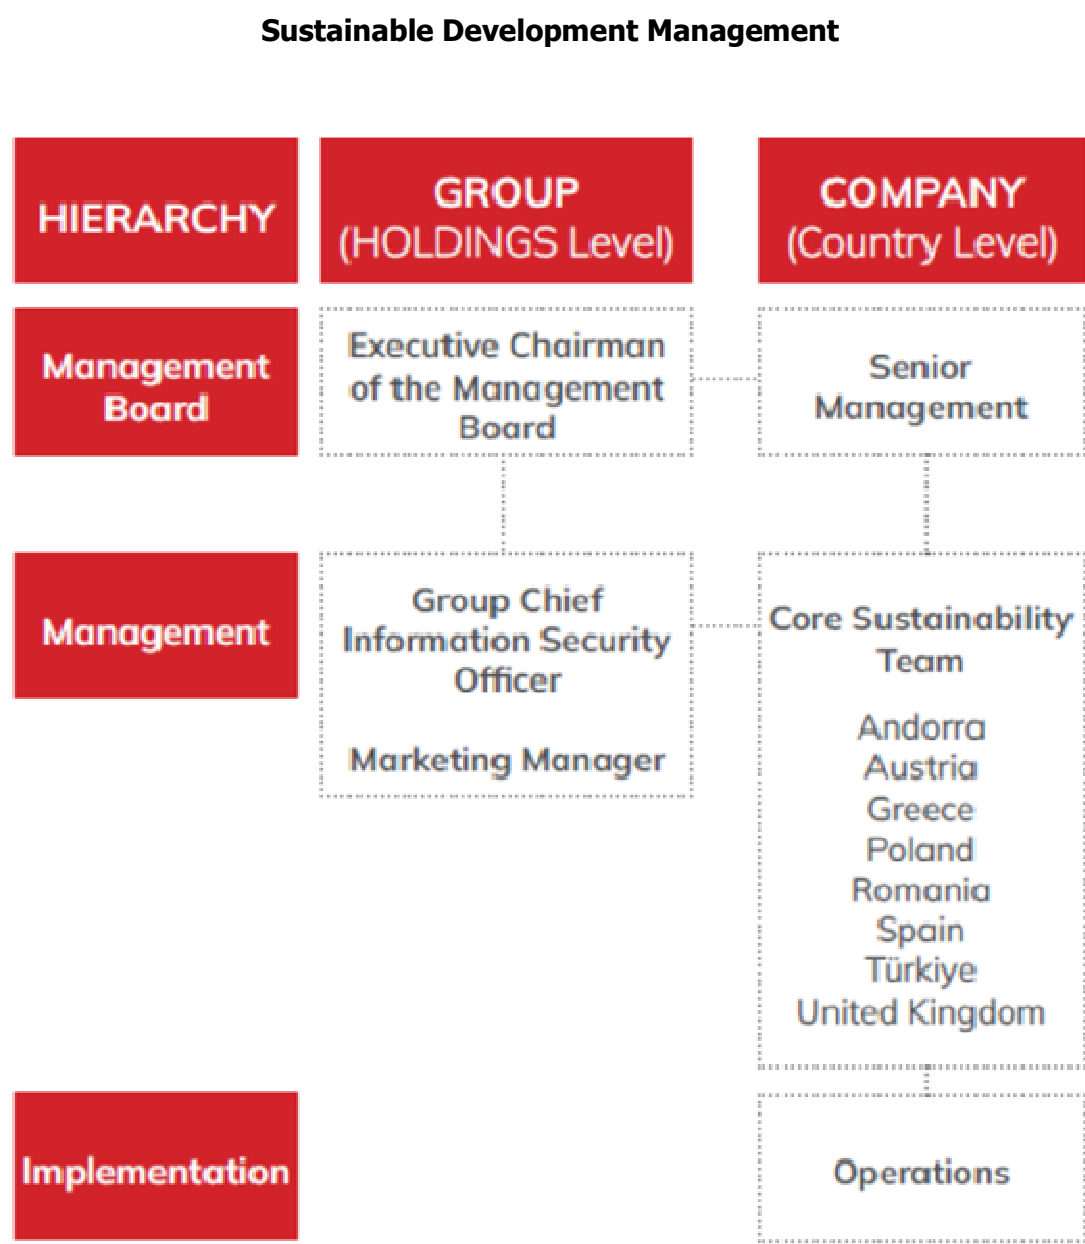 Sustainable Development Management
HIERARCHY
GROUP
(HOLDINGS Level)
COMPANY
(Country Level)
Management
Board
Executive Chairman
of the Management
Board
Senior
Management
Management
Group Chief
Information Security
Officer
Marketing Manager
Core Sustainability
Team
Andorra
Austria
Greece
Poland
Romania
Spain
Türkiye
United Kingdom
Implementation
Operations